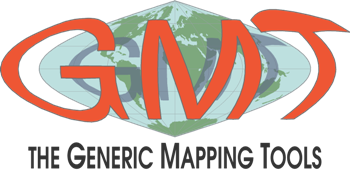 GMT
THE GENERIC MAPPING TOOLS